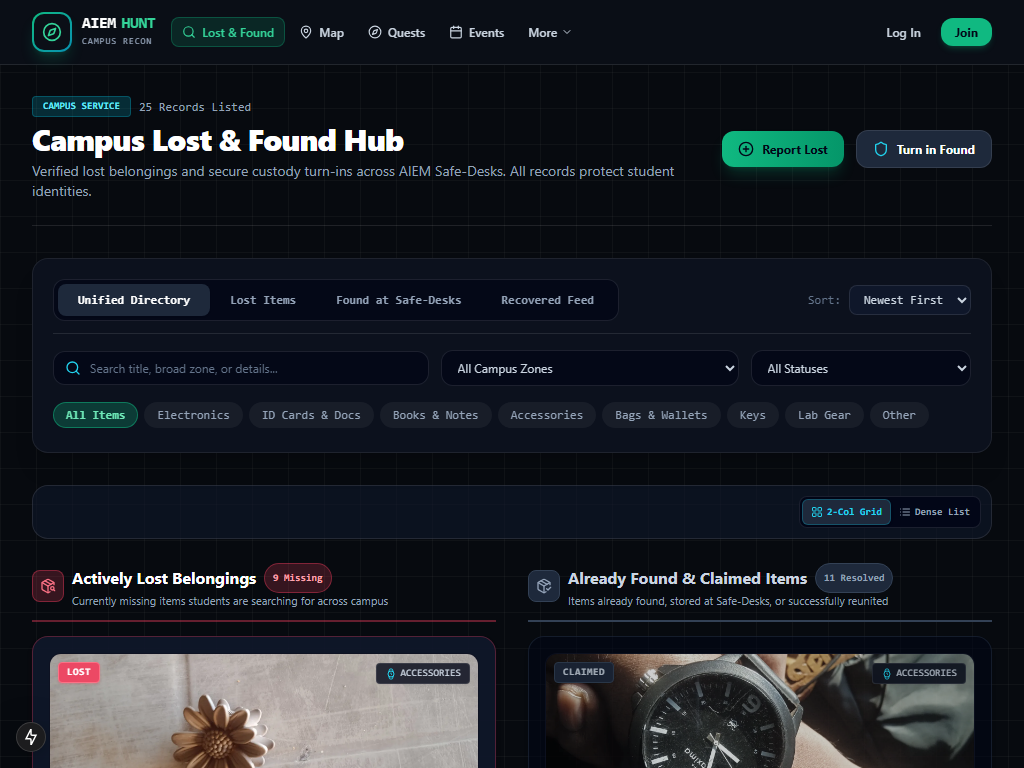 AIEM HUNT
CAMPUS RECON
Lost & Found
Map
Quests
Events
More
Log In
Join
CAMPUS SERVICE
25 Records Listed
Campus Lost & Found Hub
Verified lost belongings and secure custody turn-ins across AIEM Safe-Desks. All records protect student
identities.
Report Lost
Turn in Found
Unified Directory
Lost Items
Found at Safe-Desks
Recovered Feed
Sort:
Newest First
Search title, broad zone, or details...
All Campus Zones
All Statuses
All Items
Electronics
ID Cards & Docs
Books & Notes
Accessories
Bags & Wallets
Keys
Lab Gear
Other
2-Col Grid
Dense List
Actively Lost Belongings
9 Missing
Currently missing items students are searching for across campus
Already Found & Claimed Items
11 Resolved
Items already found, stored at Safe-Desks, or successfully reunited
LOST
ACCESSORIES
CLAIMED
ACCESSORIES